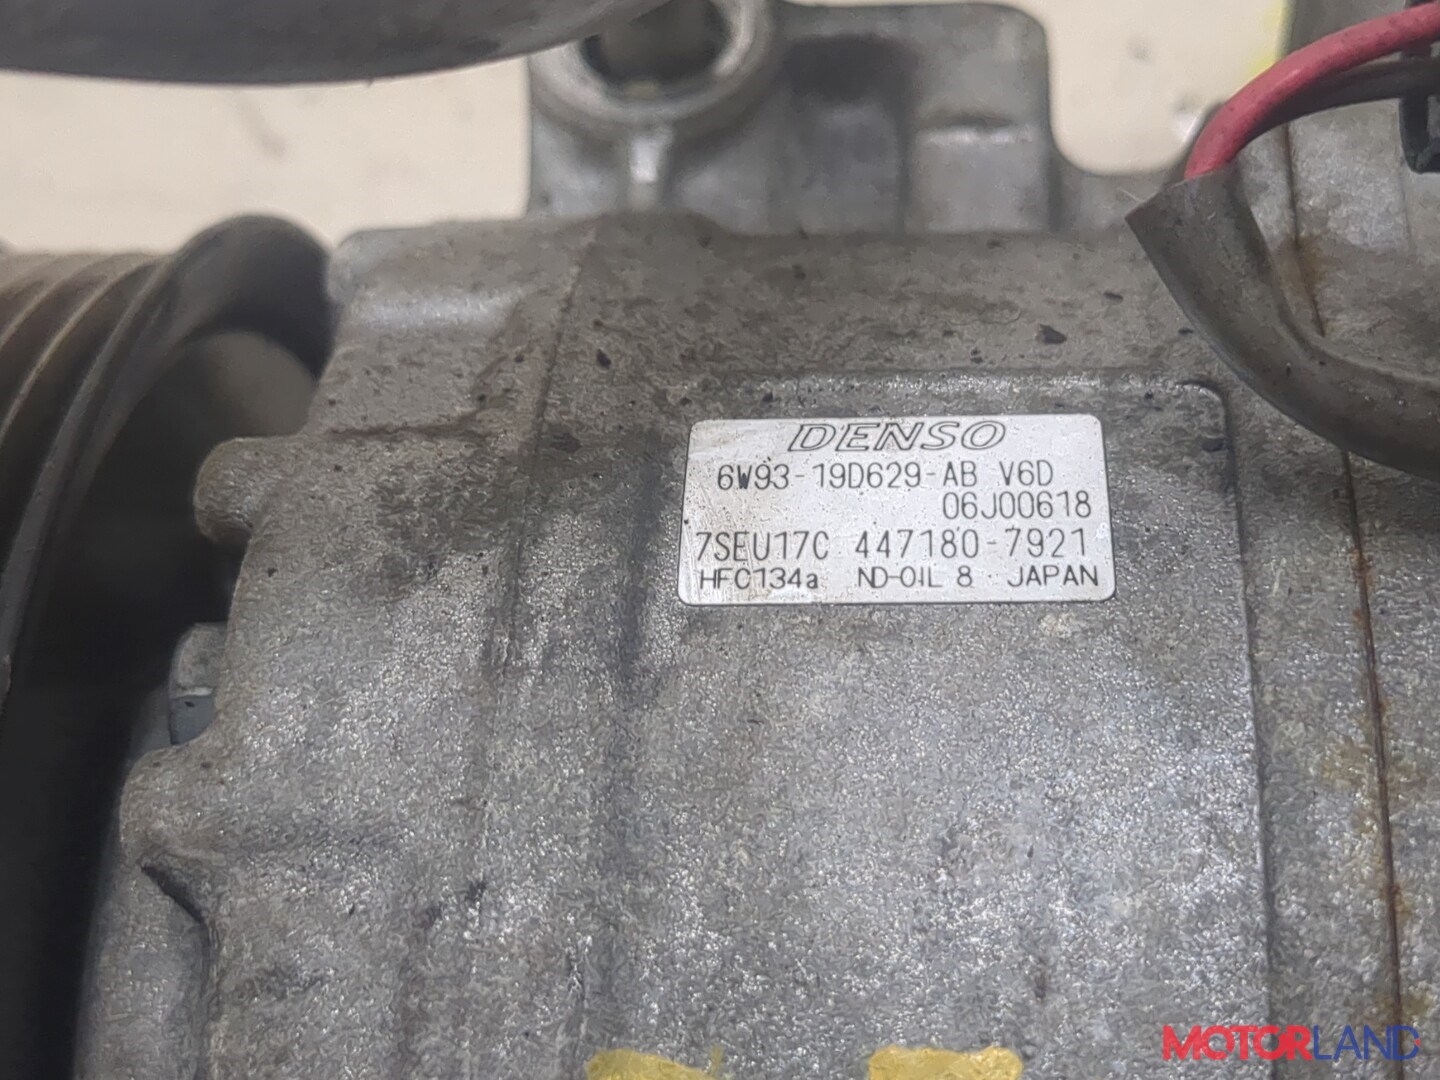 DENSO
6W93-19D629-AB V6D
06J00618
7SEU17C 447180-7921
HFC134a ND-OIL 8 JAPAN
MOTORLAND